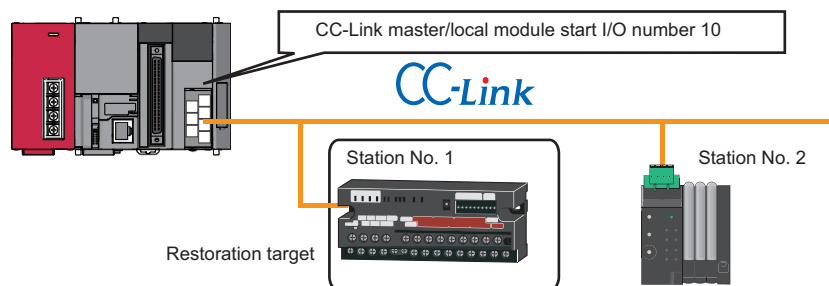 CC-Link master/local module start I/O number 10
CC-Link
Station No. 1
Station No. 2
Restoration target